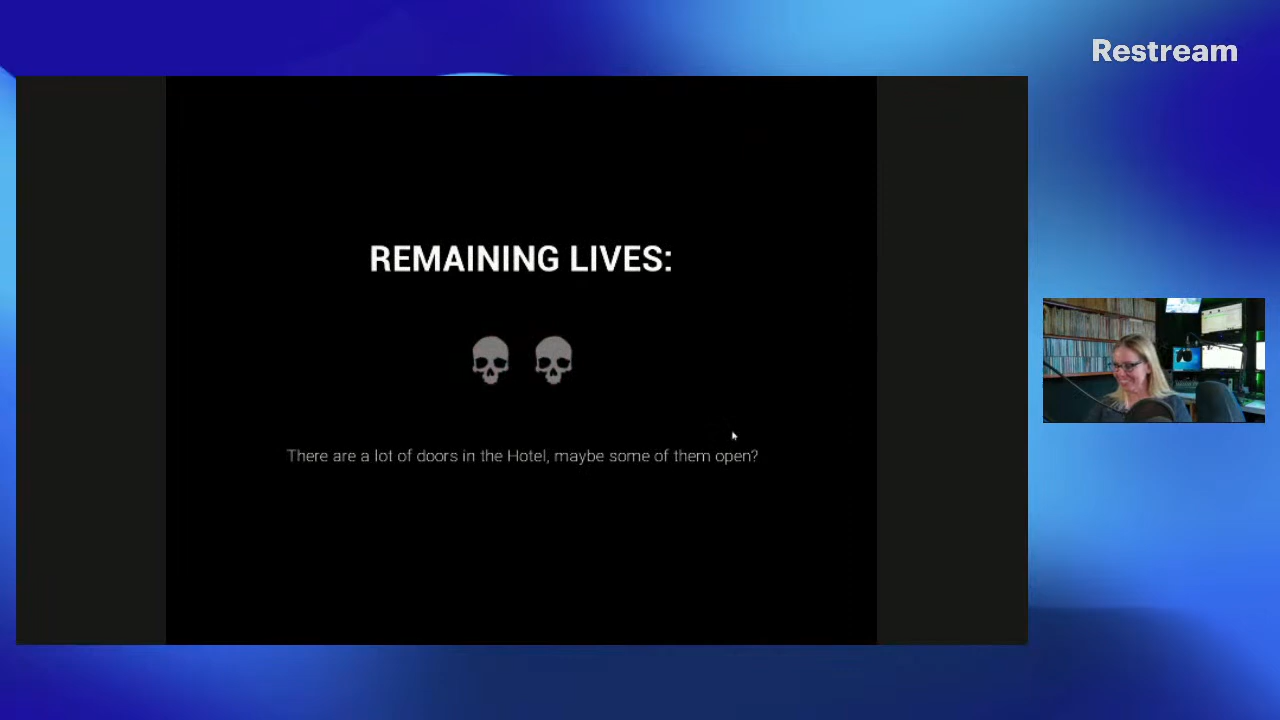 Restream
REMAINING LIVES:
There are a lot of doors in the Hotel, maybe some of them open?